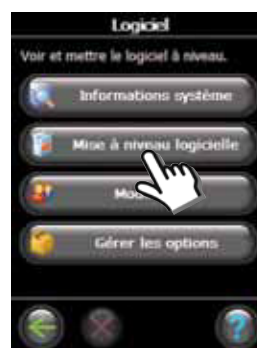 Logiciel
Voir et mettre le logiciel à niveau.
Informations système
Mise à niveau logicielle
Gérer les options
?